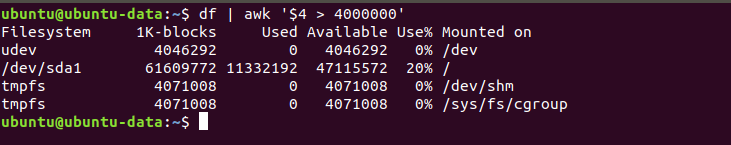 ubuntu@ubuntu-data:~$ df | awk '$4 > 4000000'
Filesystem     1K-blocks     Used Available Use% Mounted on
udev             4046292        0   4046292   0% /dev
/dev/sda1       61609772 11332192  47115572  20% /
tmpfs            4071008        0   4071008   0% /dev/shm
tmpfs            4071008        0   4071008   0% /sys/fs/cgroup
ubuntu@ubuntu-data:~$